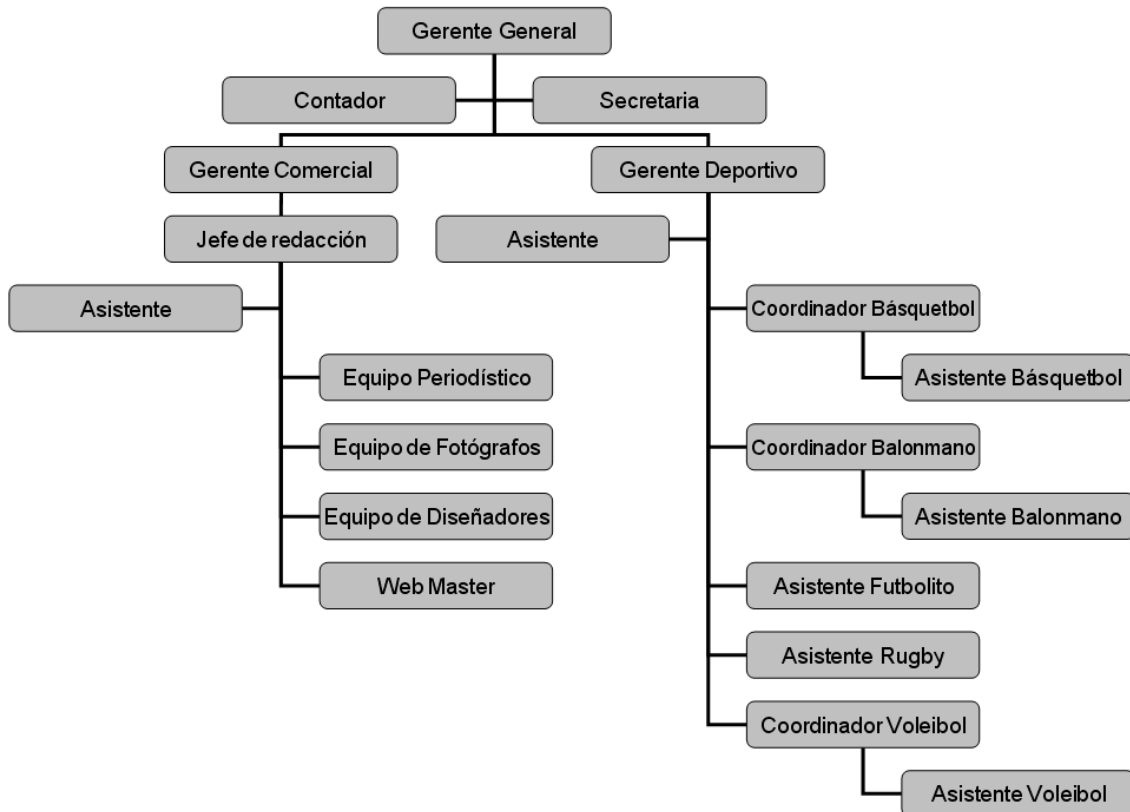 Gerente General
Contador
Secretaria
Gerente Comercial
Gerente Deportivo
Jefe de redacción
Asistente
Asistente
Coordinador Básquetbol
Equipo Periodístico
Asistente Básquetbol
Equipo de Fotógrafos
Coordinador Balonmano
Equipo de Diseñadores
Asistente Balonmano
Web Master
Asistente Futbolito
Asistente Rugby
Coordinador Voleibol
Asistente Voleibol